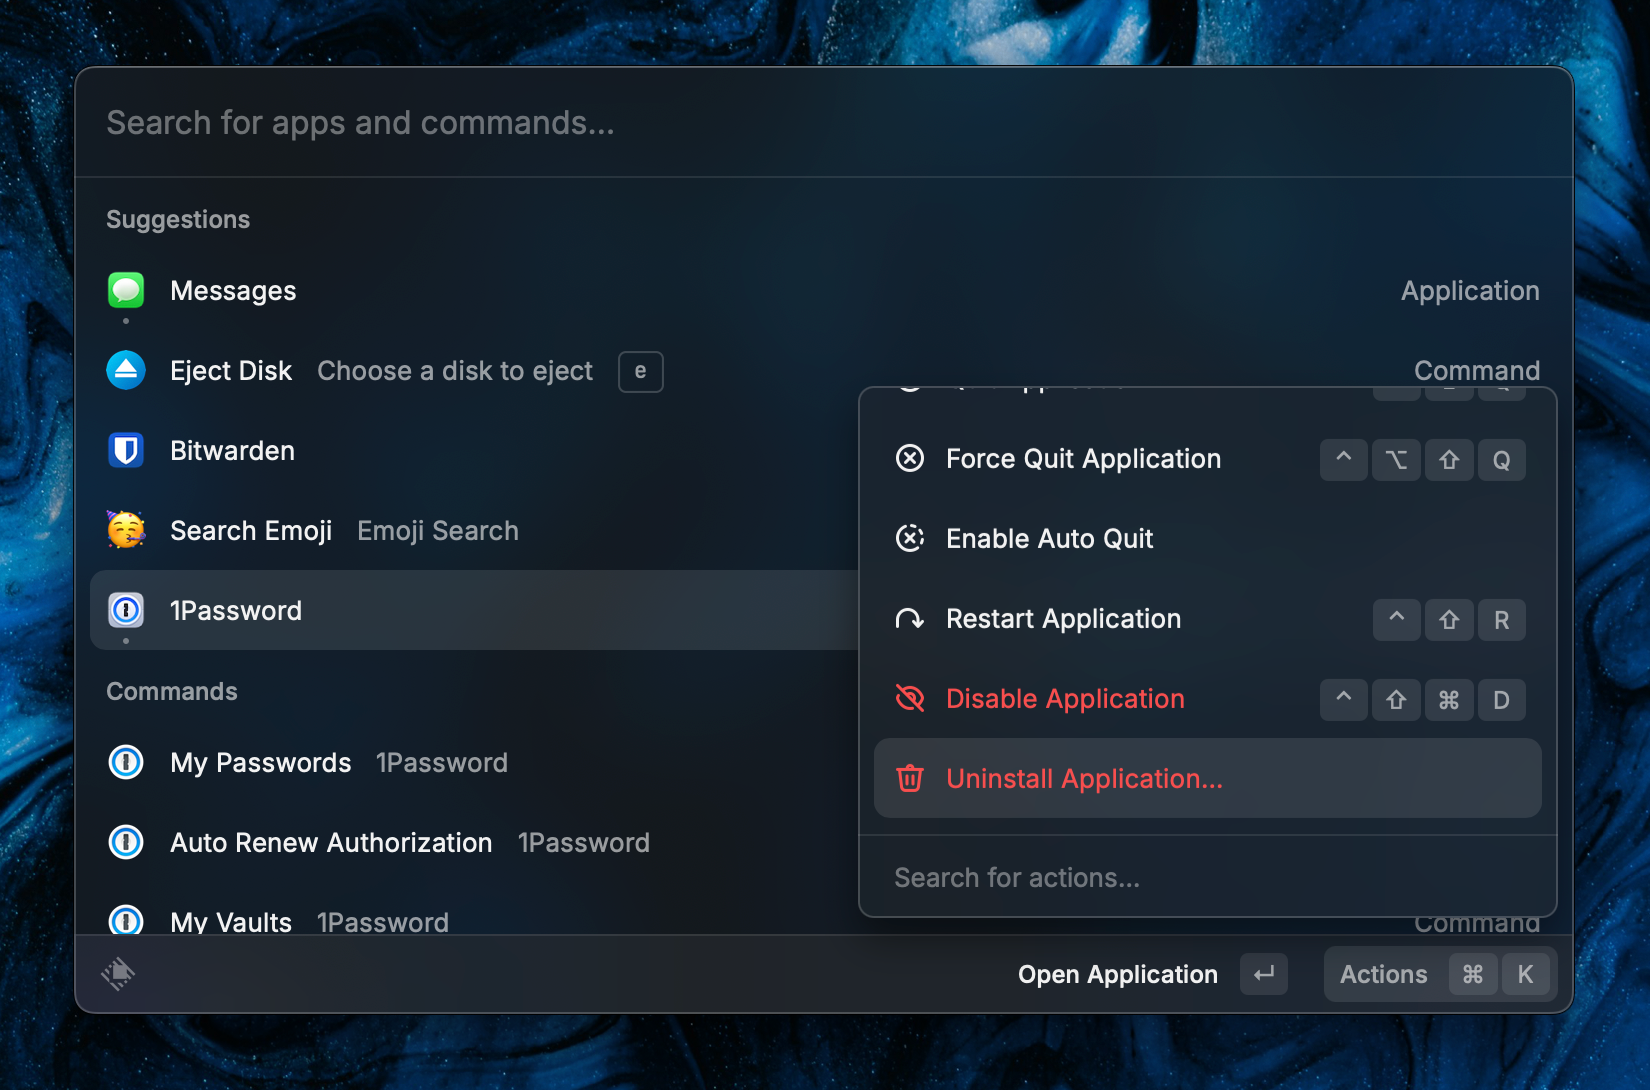 Search for apps and commands...
Suggestions
Messages Application
Eject Disk Choose a disk to eject e Command
Bitwarden
Search Emoji Emoji Search
1Password
Commands
My Passwords 1Password
Auto Renew Authorization 1Password
My Vaults 1Password Command
Force Quit Application ^ ⌥ ⇧ Q
Enable Auto Quit
Restart Application ^ ⇧ R
Disable Application ^ ⇧ ⌘ D
Uninstall Application...
Search for actions...
Open Application ↵ Actions ⌘ K